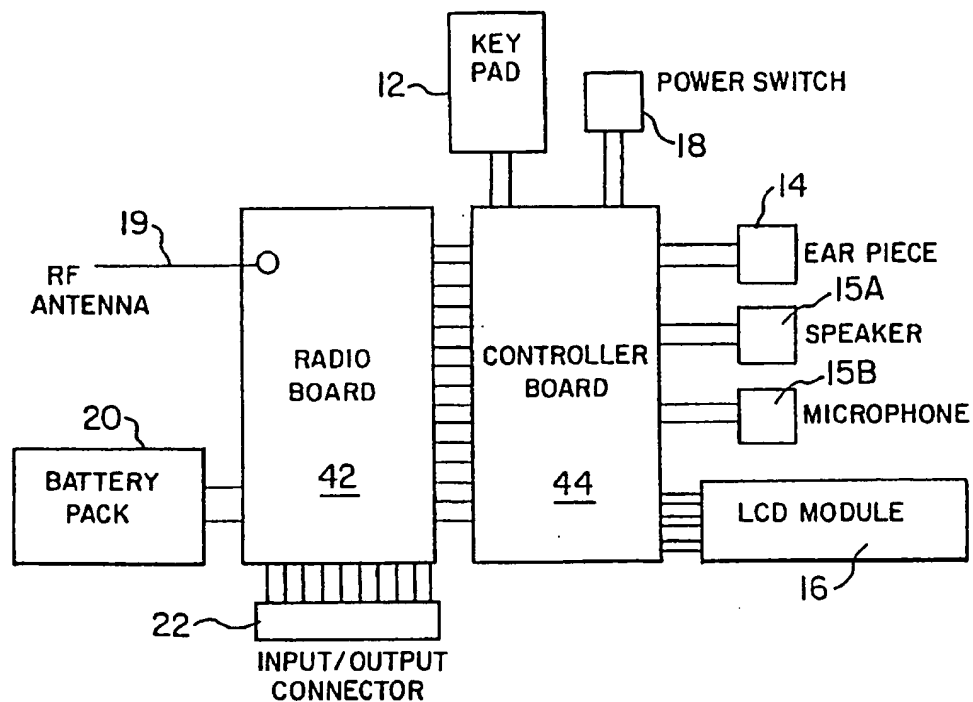 KEY
PAD
12
POWER SWITCH
18
14
EAR PIECE
19
RF
ANTENNA
15A
SPEAKER
RADIO
BOARD
CONTROLLER
BOARD
15B
MICROPHONE
20
BATTERY
PACK
42
44
LCD MODULE
16
22
INPUT/OUTPUT
CONNECTOR